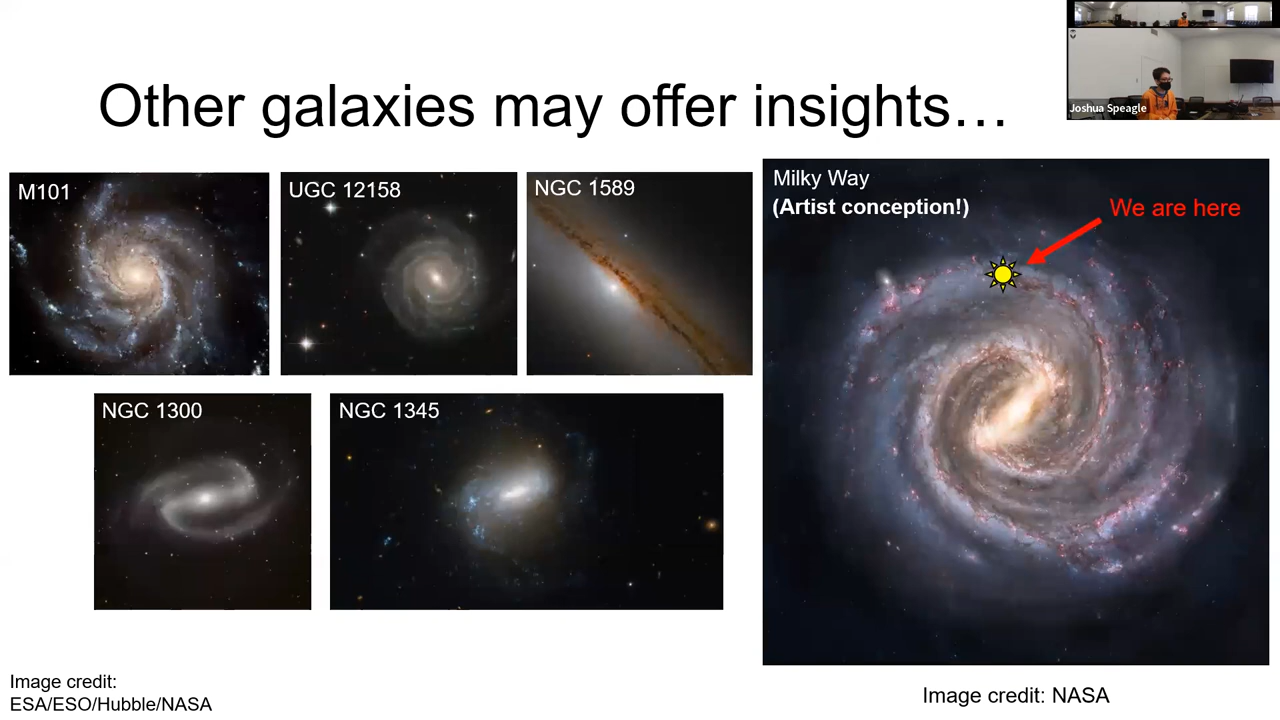 Other galaxies may offer insights…
Joshua Speagle
M101
UGC 12158
NGC 1589
NGC 1300
NGC 1345
Milky Way
(Artist conception!)
We are here
Image credit:
ESA/ESO/Hubble/NASA
Image credit: NASA